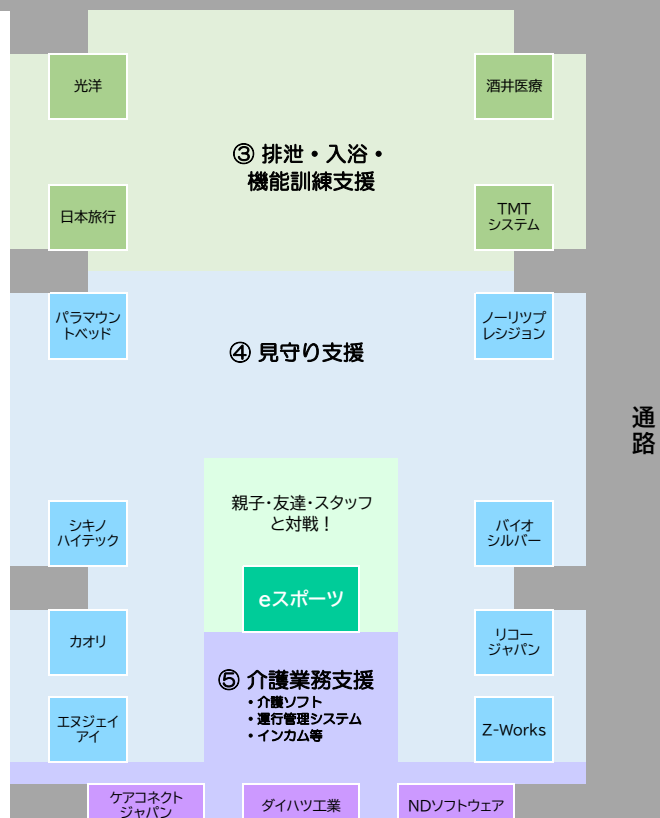 光洋
酒井医療
③ 排泄・入浴・
機能訓練支援
日本旅行
TMT
システム
パラマウン
トベッド
ノーリツプ
レシジョン
④ 見守り支援
通
路
親子・友達・スタッフ
と対戦！
シキノ
ハイテック
バイオ
シルバー
eスポーツ
カオリ
リコー
ジャパン
⑤ 介護業務支援
・介護ソフト
・運行管理システム
・インカム等
エヌジェイ
アイ
Z-Works
ケアコネクト
ジャパン
ダイハツ工業
NDソフトウェア